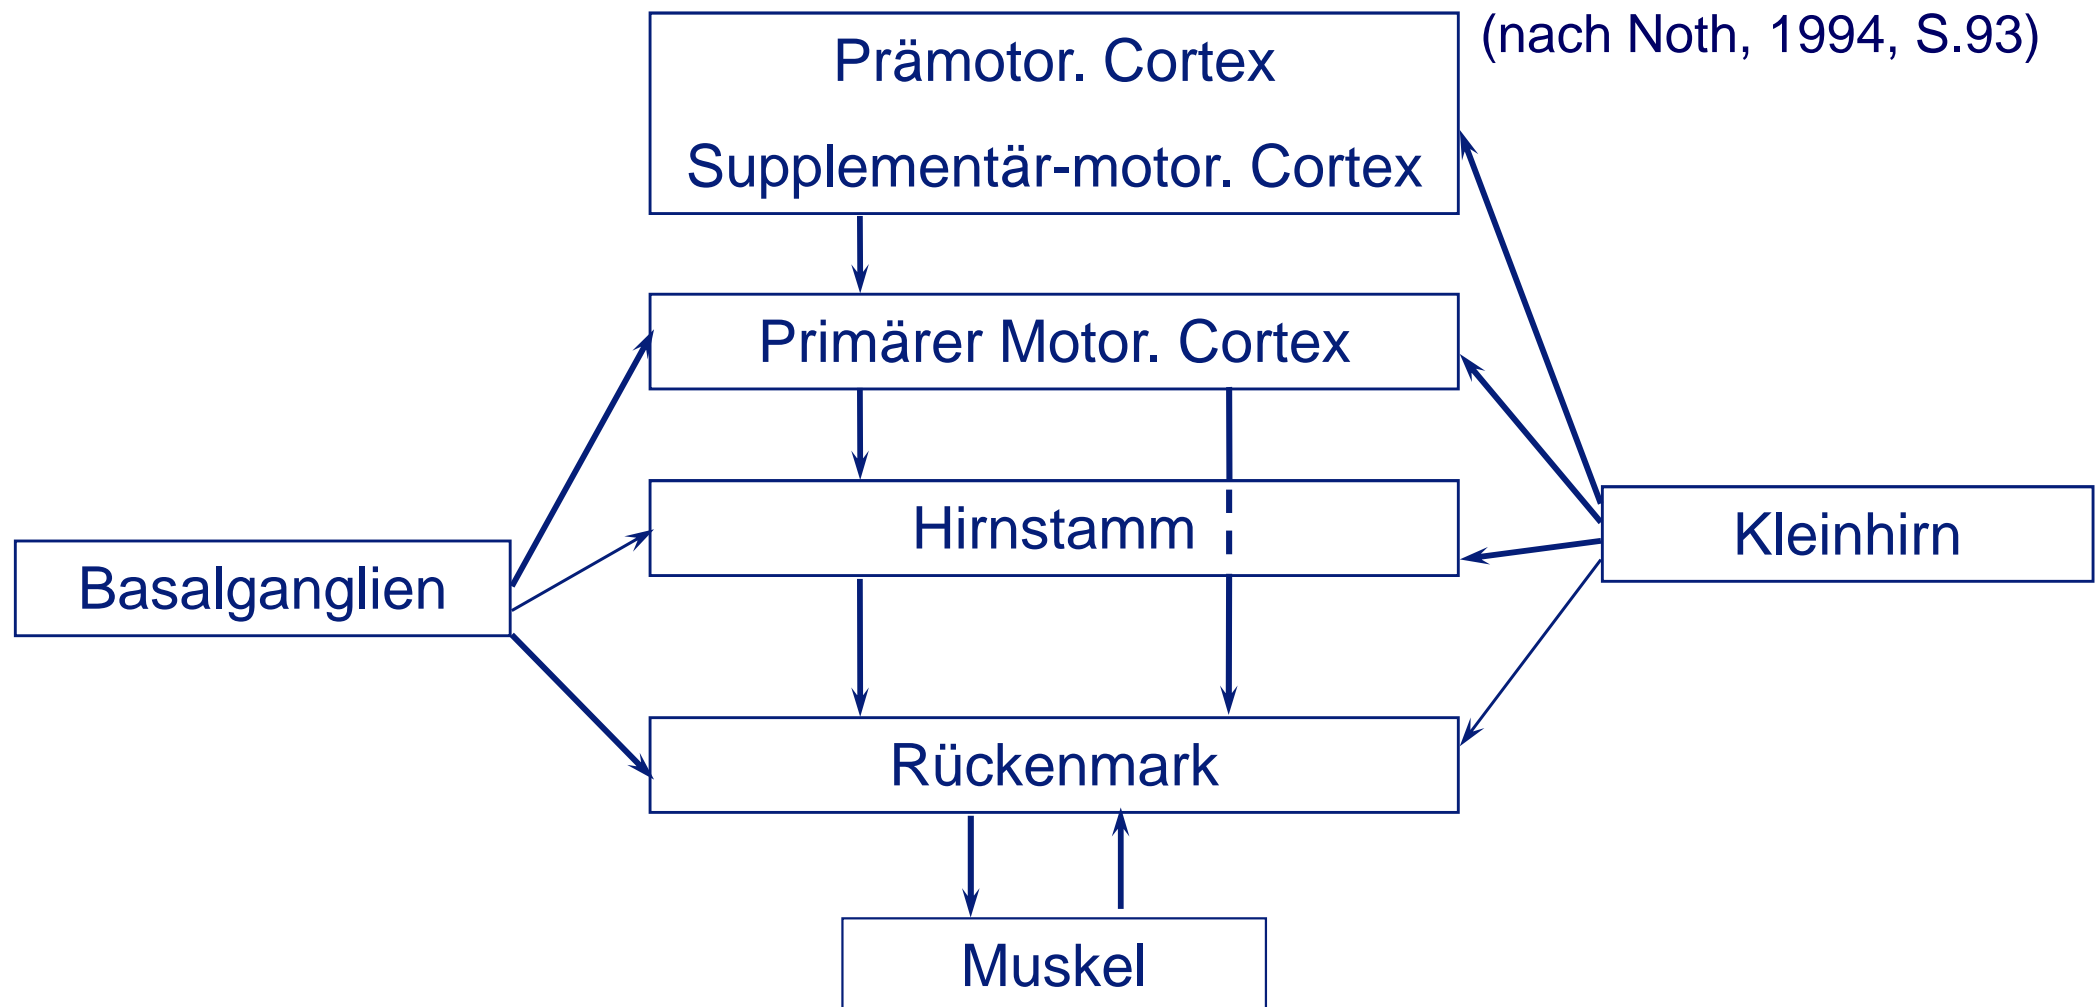 (nach Noth, 1994, S.93)
Prämotor. Cortex
Supplementär-motor. Cortex
Primärer Motor. Cortex
Hirnstamm
Kleinhirn
Basalganglien
Rückenmark
Muskel